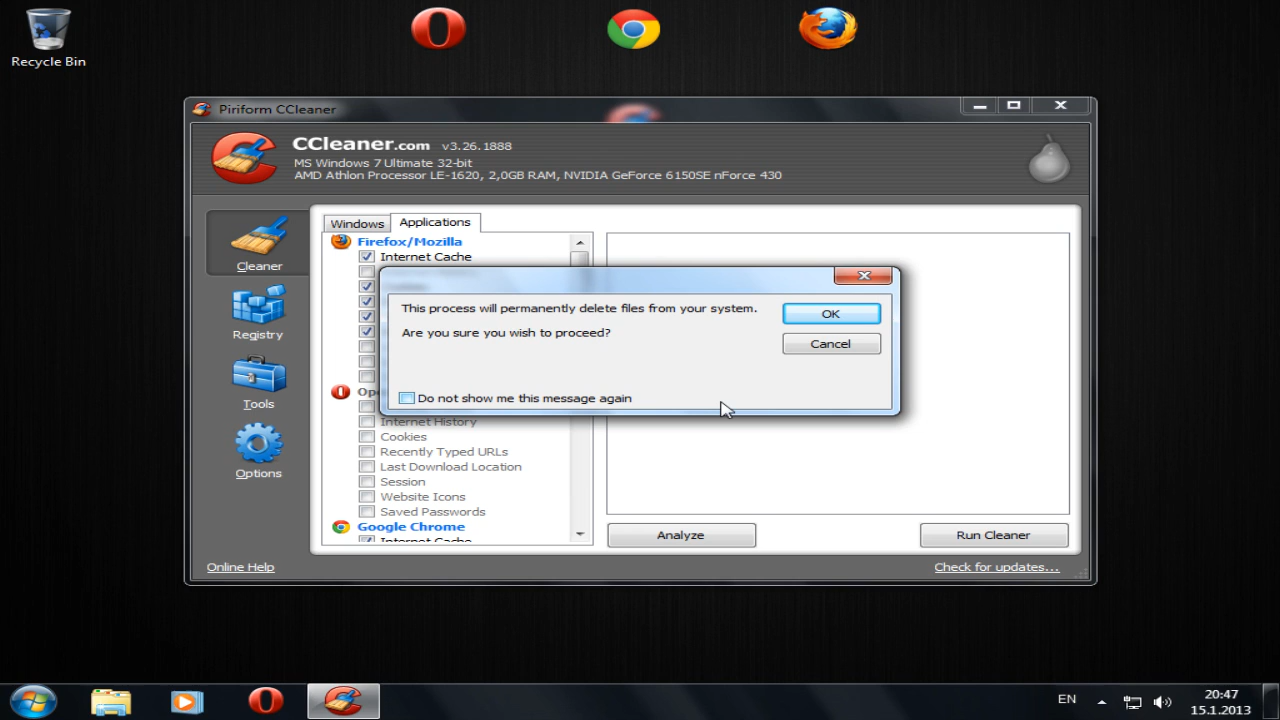 Recycle Bin
Piriform CCleaner
CCleaner.com v3.26.1888
MS Windows 7 Ultimate 32-bit
AMD Athlon Processor LE-1620, 2,0GB RAM, NVIDIA GeForce 6150SE nForce 430
Cleaner
Registry
Tools
Options
Windows
Applications
Firefox/Mozilla
Internet Cache
This process will permanently delete files from your system.
Are you sure you wish to proceed?
OK
Cancel
Do not show me this message again
Internet History
Cookies
Recently Typed URLs
Last Download Location
Session
Website Icons
Saved Passwords
Google Chrome
Internet Cache
Analyze
Run Cleaner
Online Help
Check for updates...
EN
20:47
15.1.2013